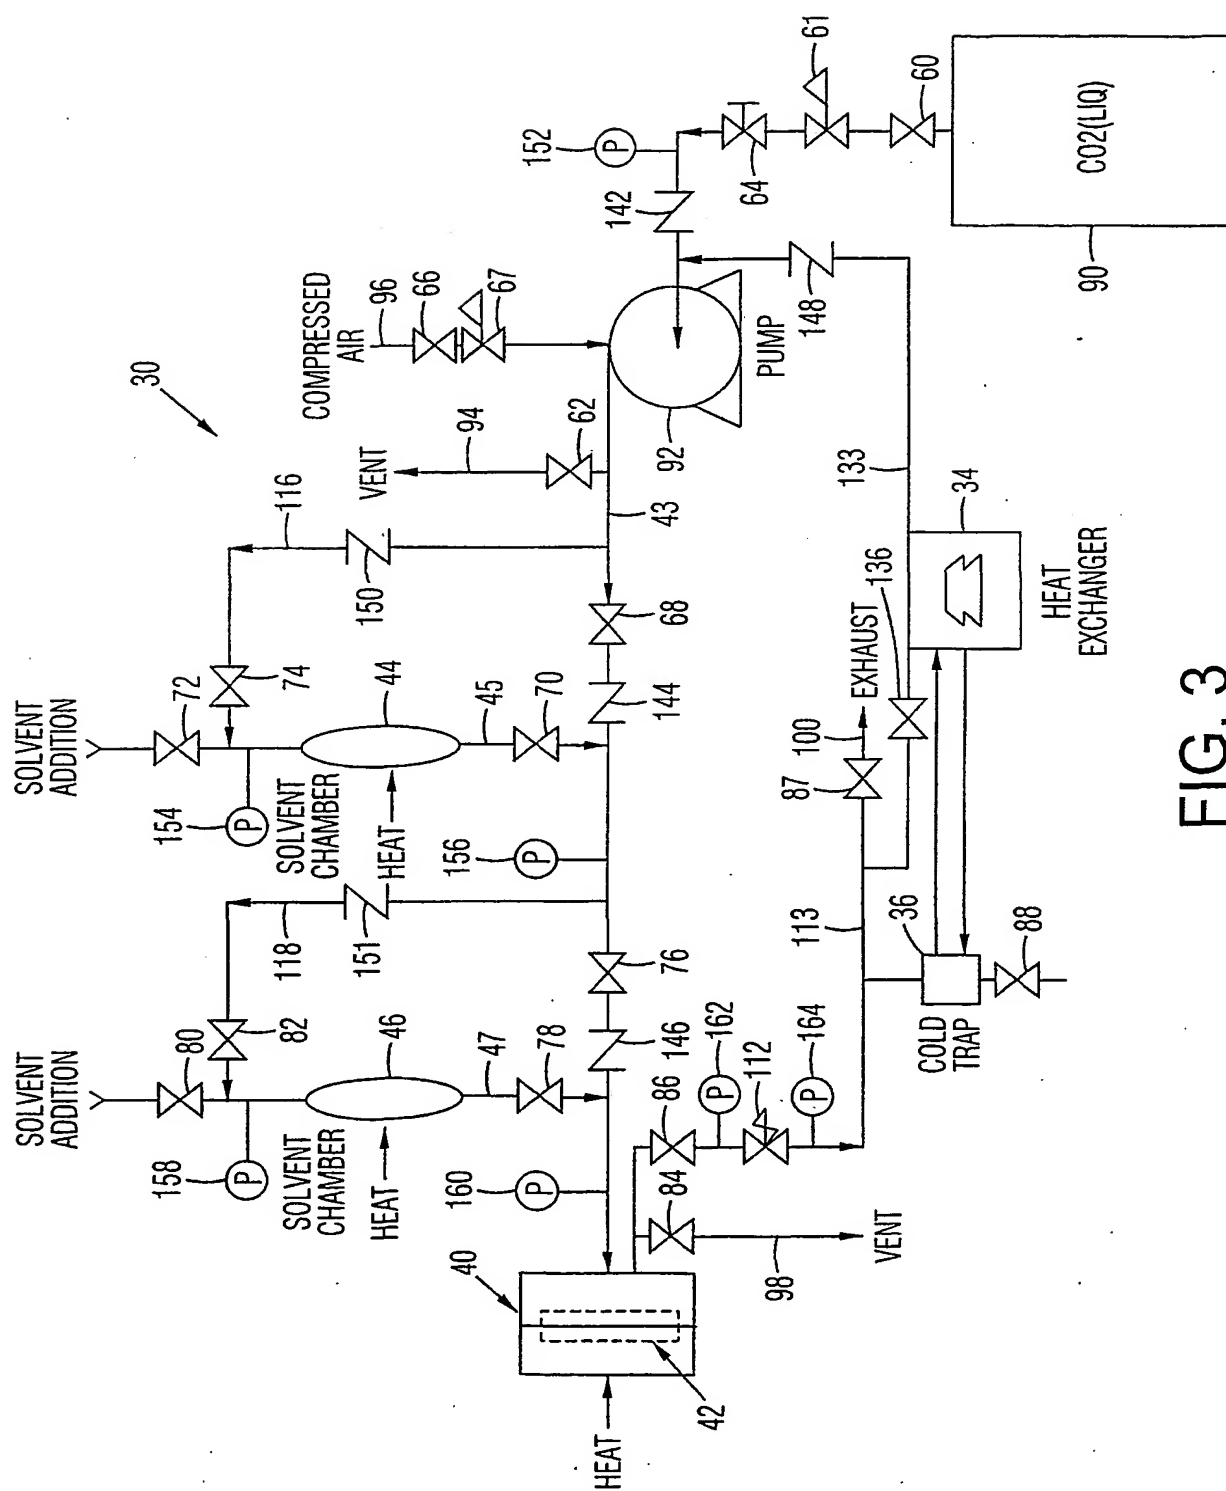 30
SOLVENT
ADDITION
80
82
158
SOLVENT
CHAMBER
HEAT
46
47
78
118
151
SOLVENT
ADDITION
72
74
154
SOLVENT
CHAMBER
HEAT
44
45
70
116
150
VENT
94
62
COMPRESSED
AIR
96
66
67
P
P
P
160
P
156
146
76
144
68
43
92
PUMP
142
P
152
64
61
60
CO2(LIQ)
90
148
HEAT
40
42
84
98
VENT
86
P
162
112
P
164
113
COLD
TRAP
36
88
87
100
EXHAUST
136
133
34
HEAT
EXCHANGER
FIG. 3